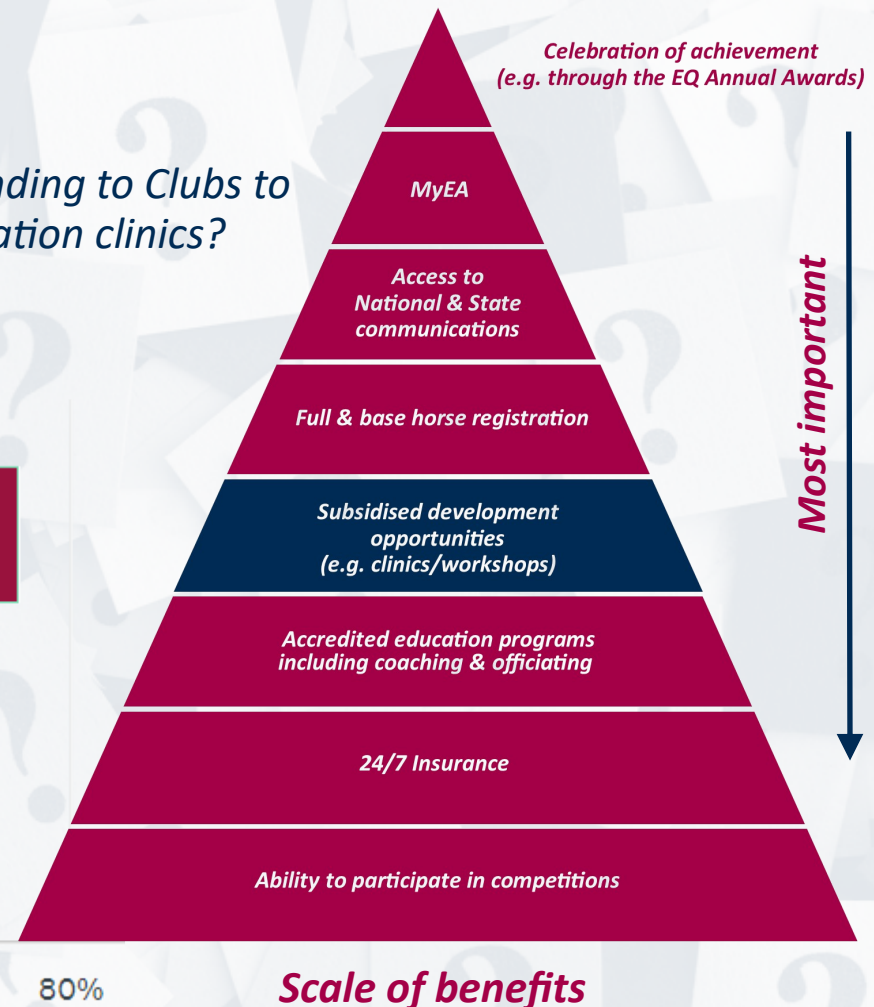 Celebration of achievement
(e.g. through the EQ Annual Awards)
nding to Clubs to
ation clinics?
MyEA
Access to
National & State
communications
Full & base horse registration
Most important
Subsidised development
opportunities
(e.g. clinics/workshops)
Accredited education programs
including coaching & officiating
24/7 Insurance
Ability to participate in competitions
80%
Scale of benefits